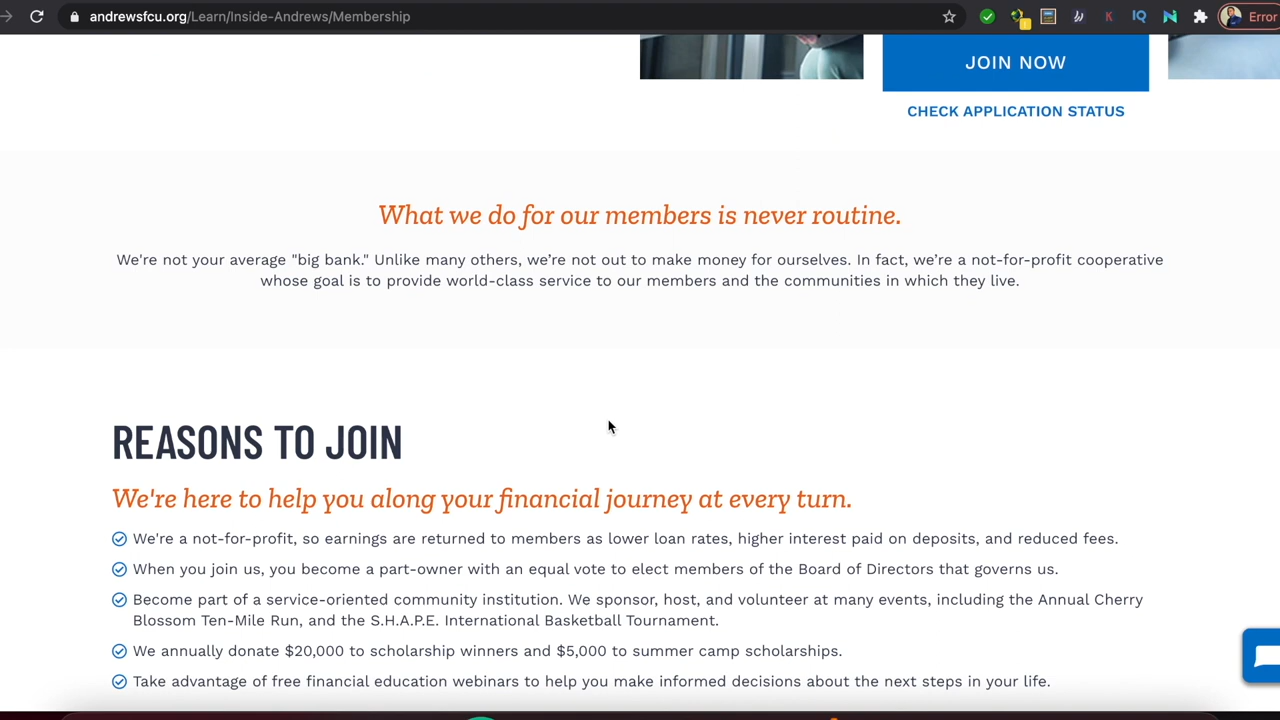 andrewsfcu.org/Learn/Inside-Andrews/Membership
IQ
Error
JOIN NOW
CHECK APPLICATION STATUS
What we do for our members is never routine.
We're not your average "big bank." Unlike many others, we’re not out to make money for ourselves. In fact, we’re a not-for-profit cooperative
whose goal is to provide world-class service to our members and the communities in which they live.
REASONS TO JOIN
We're here to help you along your financial journey at every turn.
We're a not-for-profit, so earnings are returned to members as lower loan rates, higher interest paid on deposits, and reduced fees.
When you join us, you become a part-owner with an equal vote to elect members of the Board of Directors that governs us.
Become part of a service-oriented community institution. We sponsor, host, and volunteer at many events, including the Annual Cherry
Blossom Ten-Mile Run, and the S.H.A.P.E. International Basketball Tournament.
We annually donate $20,000 to scholarship winners and $5,000 to summer camp scholarships.
Take advantage of free financial education webinars to help you make informed decisions about the next steps in your life.